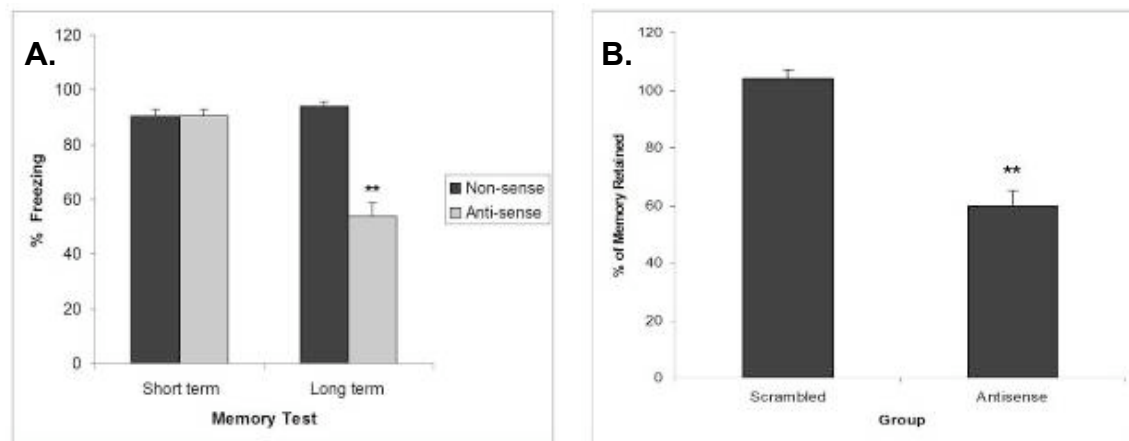 A.
120
100
80
60
40
20
0
% Freezing
**
Short term
Long term
Memory Test
Non-sense
Anti-sense
B.
120
100
80
60
40
20
0
% of Memory Retained
**
Scrambled
Antisense
Group